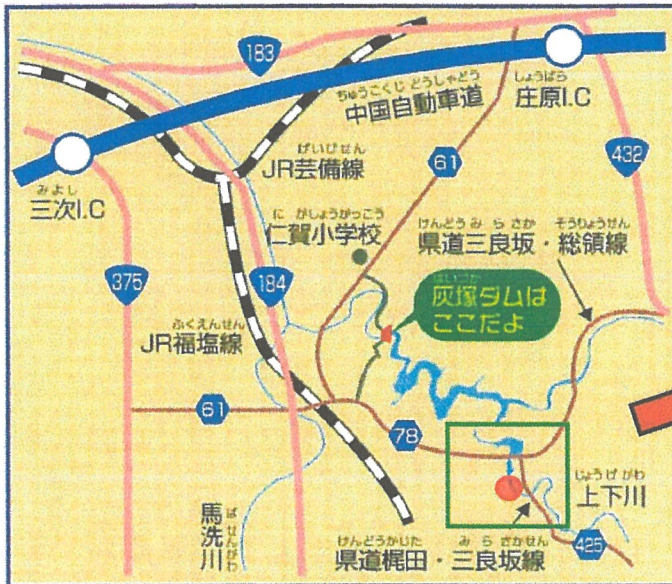 183
ちゅうごくじどうしゃどう
中国自動車道
しょうばら
庄原I.C
みよし
三次I.C
げいびせん
JR芸備線
61
432
にがしょうがっこう
仁賀小学校
けんどうみらさか・そうりょうせん
県道三良坂・総領線
375
184
はいづか
灰塚ダムは
ここだよ
ふくえんせん
JR福塩線
61
78
じょうげがわ
上下川
ばせんがわ
馬洗川
けんどうかじた みらさかせん
県道梶田・三良坂線
425